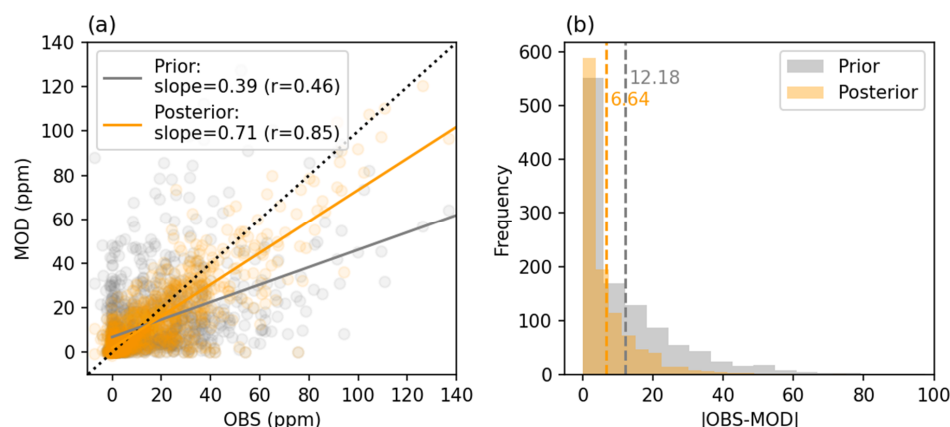 (a)
140
120
100
80
60
40
20
0
MOD (ppm)
Prior:
slope=0.39 (r=0.46)
Posterior:
slope=0.71 (r=0.85)
0 20 40 60 80 100 120 140
OBS (ppm)
(b)
600
500
400
300
200
100
0
Frequency
12.18
6.64
Prior
Posterior
0 20 40 60 80 100
|OBS-MOD|